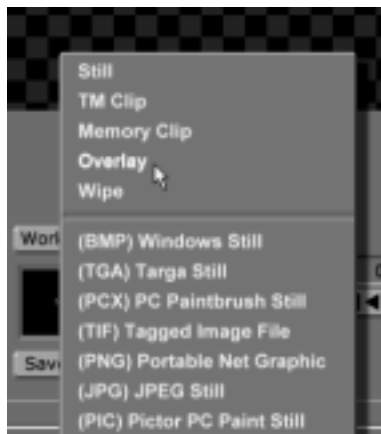 Still
TM Clip
Memory Clip
Overlay
Wipe
(BMP) Windows Still
(TGA) Targa Still
(PCX) PC Paintbrush Still
(TIF) Tagged Image File
(PNG) Portable Net Graphic
(JPG) JPEG Still
(PIC) Pictor PC Paint Still